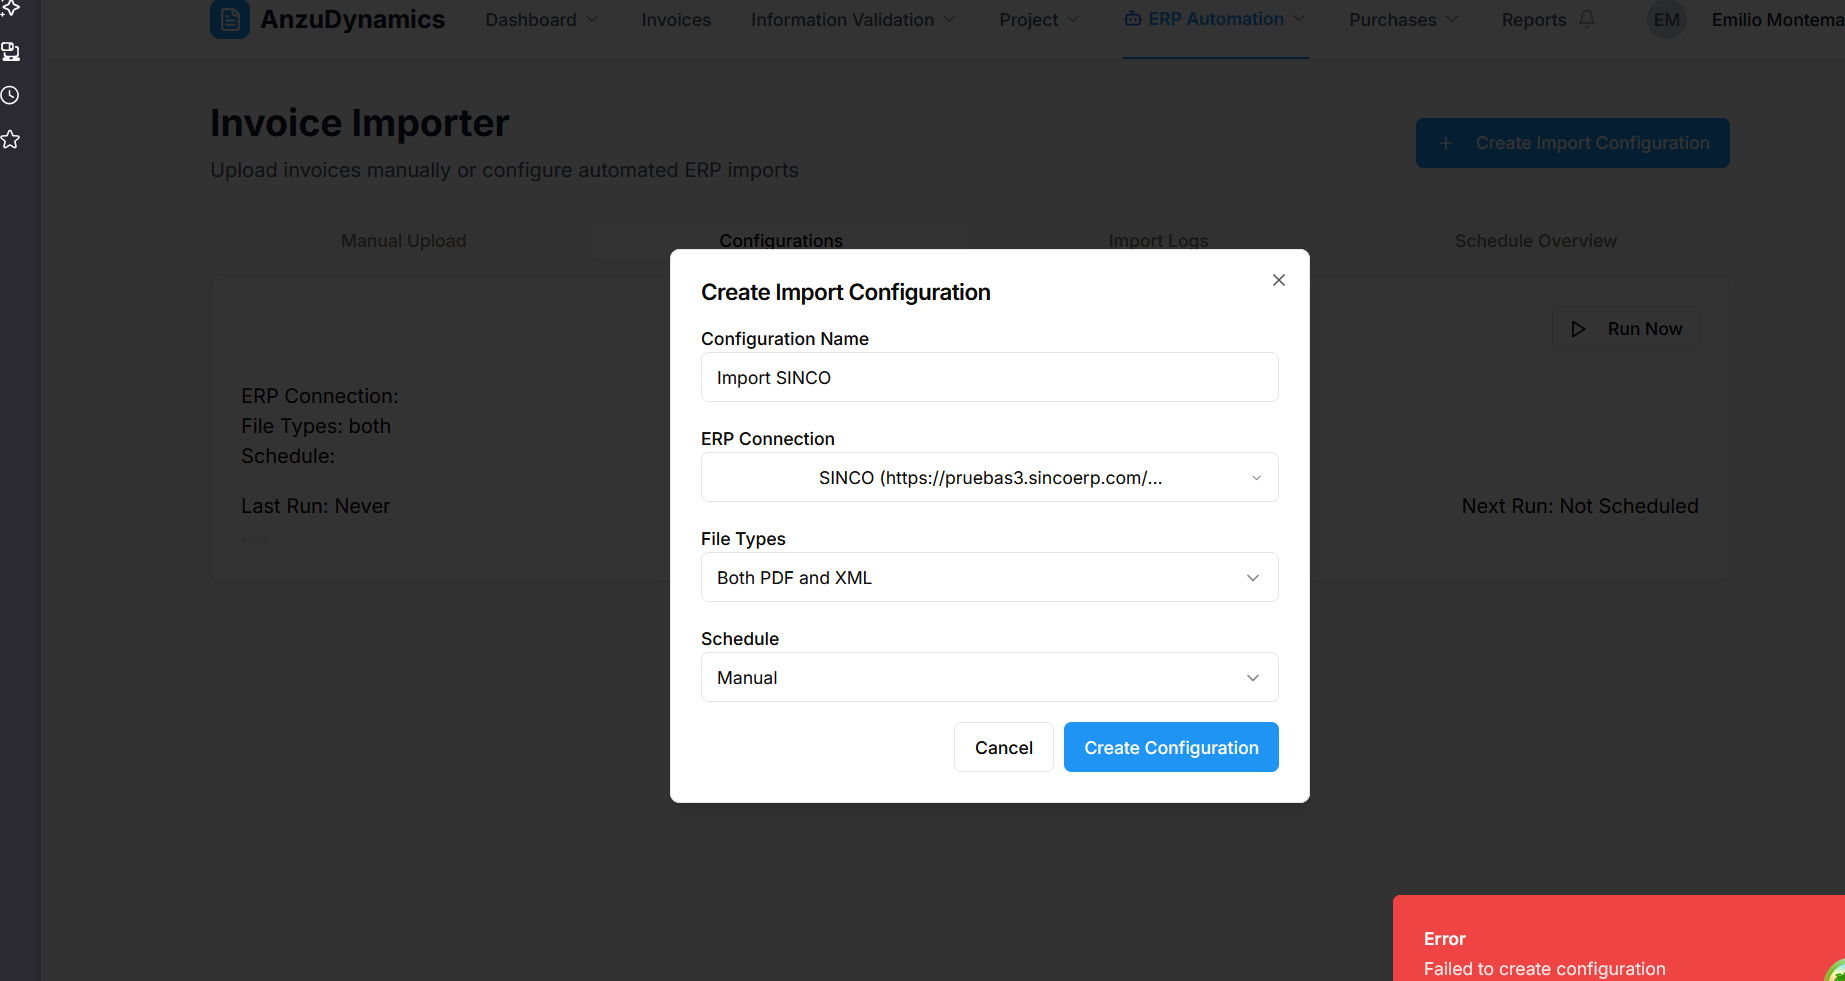 AnzuDynamics
Dashboard
Invoices
Information Validation
Project
ERP Automation
Purchases
Reports
EM
Emilio Montema
Invoice Importer
Upload invoices manually or configure automated ERP imports
Create Import Configuration
Manual Upload
Configurations
Import Logs
Schedule Overview
Run Now
ERP Connection:
File Types: both
Schedule:
Last Run: Never
Next Run: Not Scheduled
Create Import Configuration
Configuration Name
Import SINCO
ERP Connection
SINCO (https://pruebas3.sincoerp.com/...
File Types
Both PDF and XML
Schedule
Manual
Cancel
Create Configuration
Error
Failed to create configuration